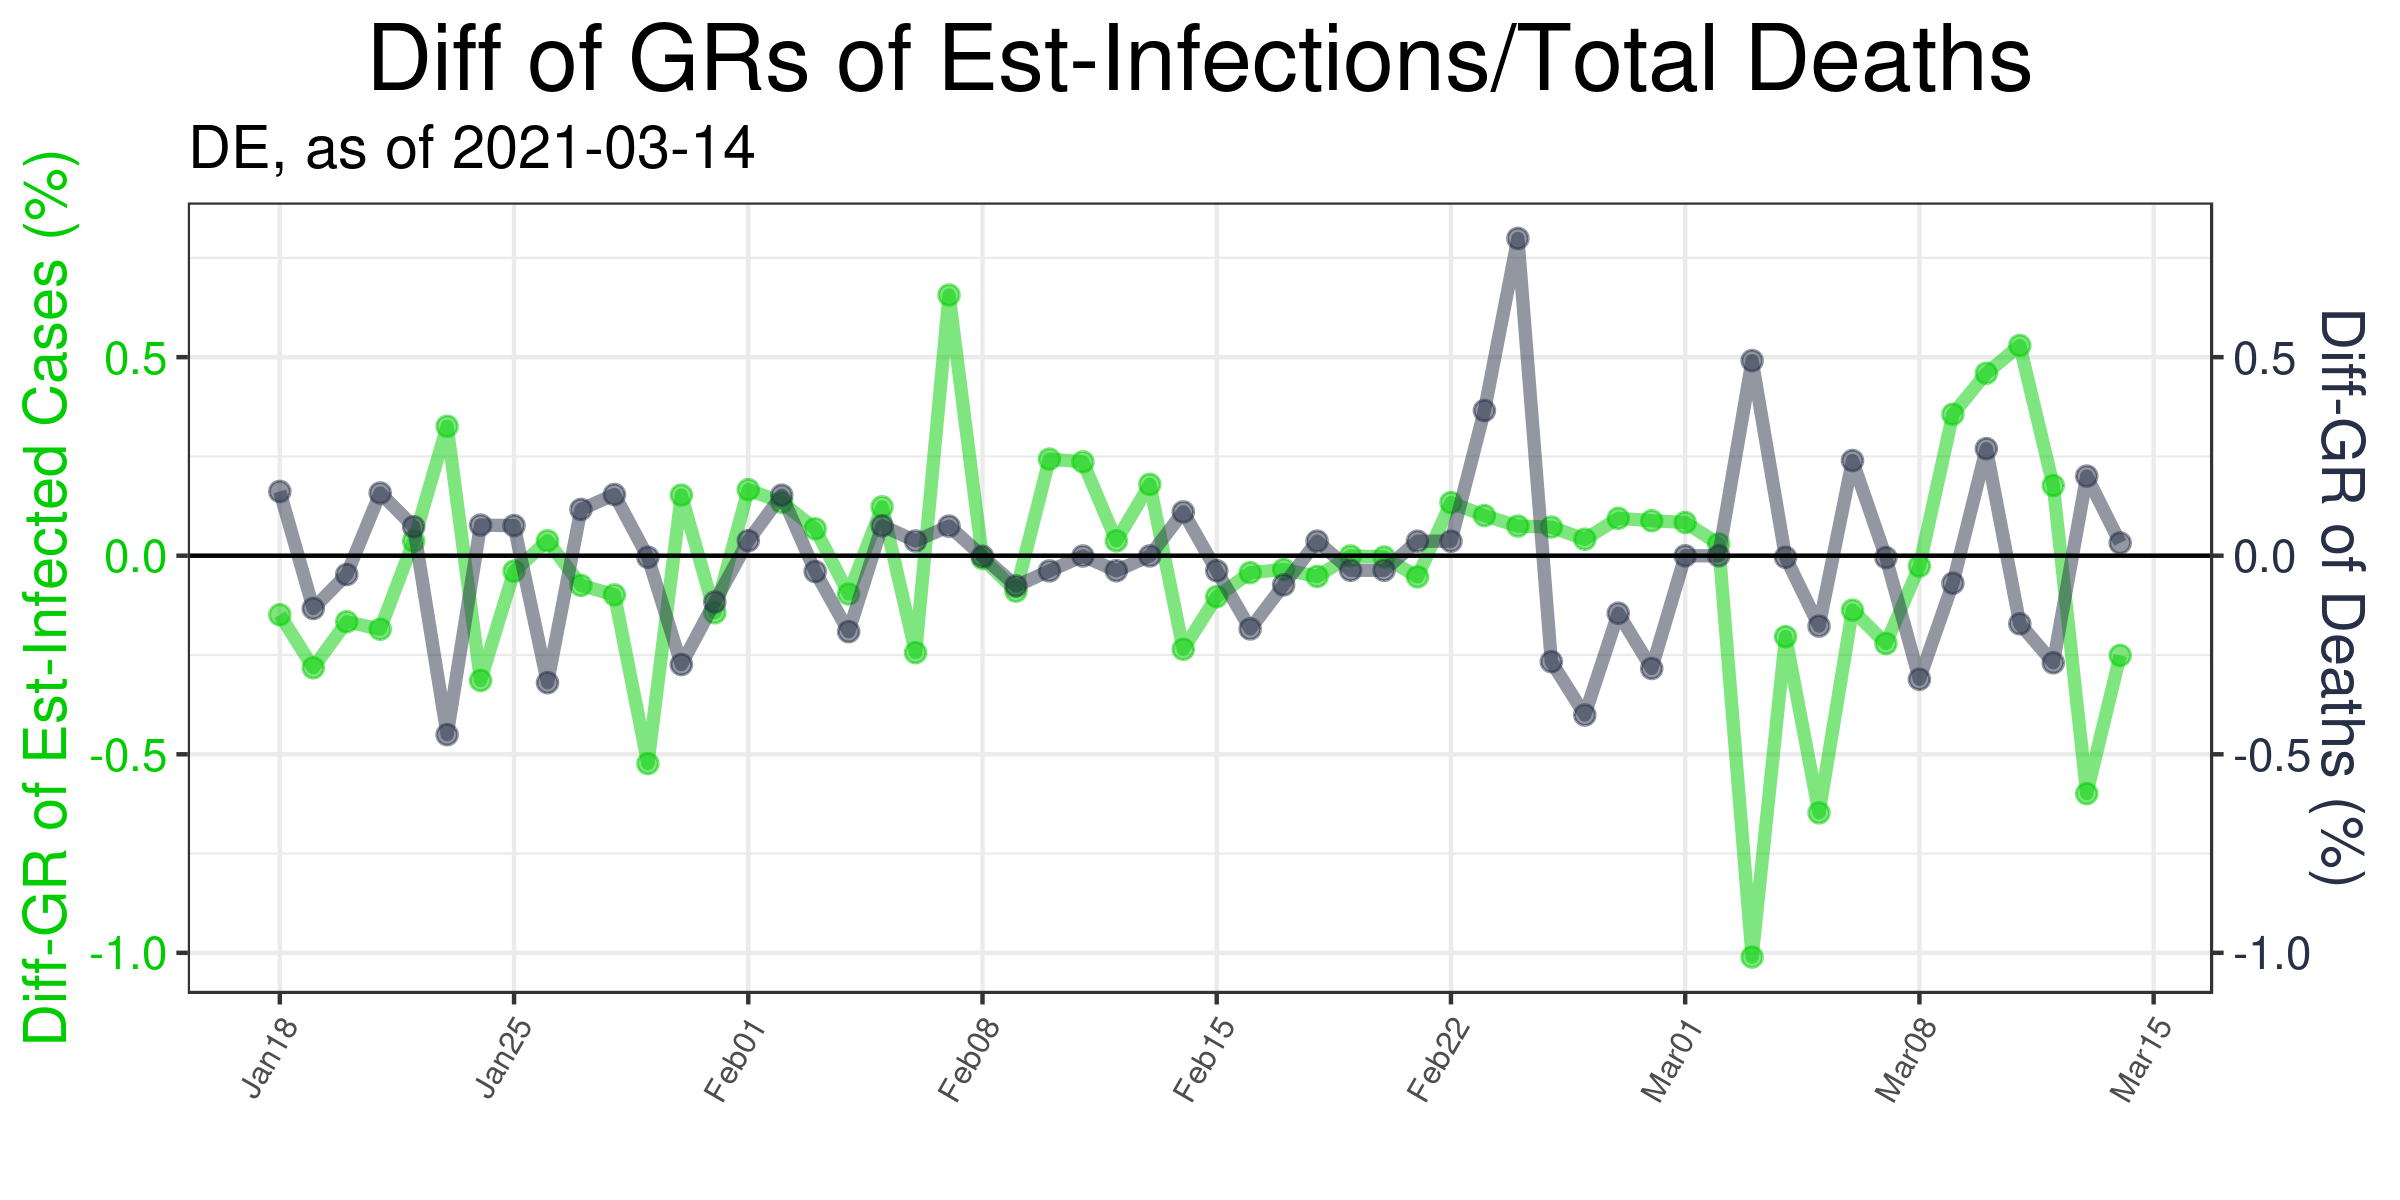 Diff of GRs of Est-Infections/Total Deaths
DE, as of 2021-03-14
Diff-GR of Est-Infected Cases (%)
0.5
0.0
-0.5
-1.0
0.5
0.0
-0.5
-1.0
Diff-GR of Deaths (%)
Jan18
Jan25
Feb01
Feb08
Feb15
Feb22
Mar01
Mar08
Mar15